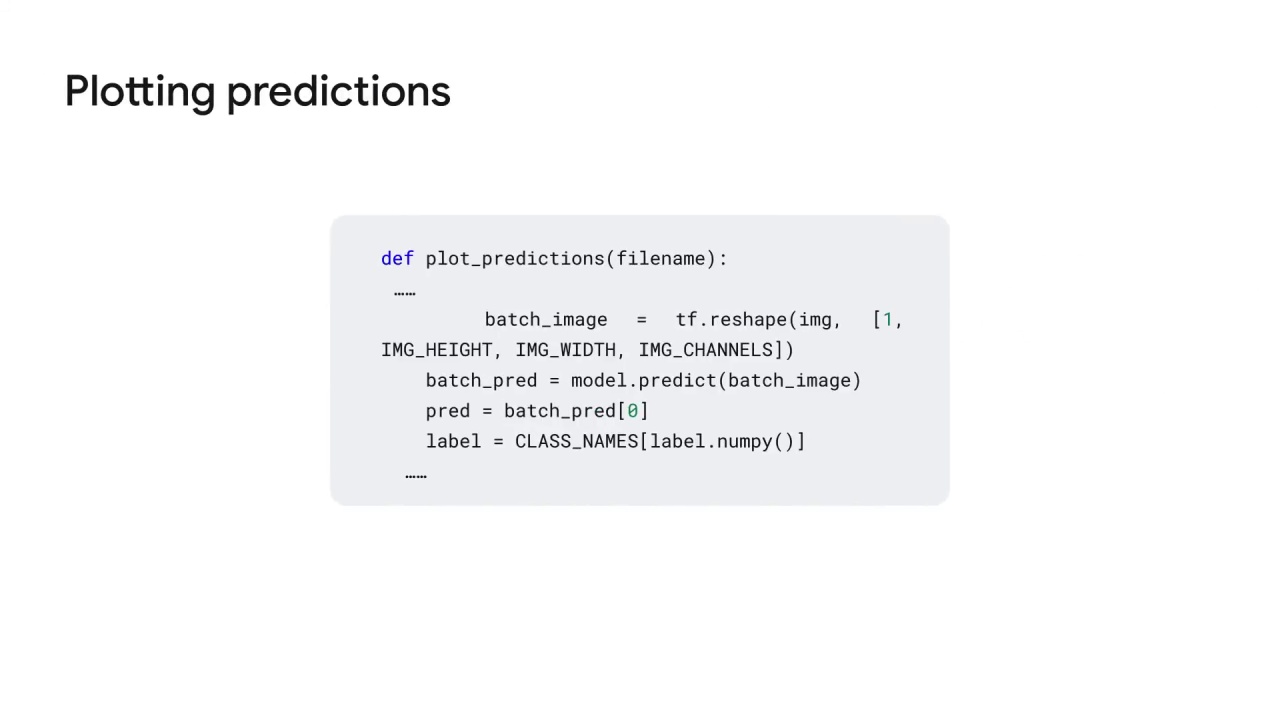 Plotting predictions
def plot_predictions(filename):
……
batch_image = tf.reshape(img, [1,
IMG_HEIGHT, IMG_WIDTH, IMG_CHANNELS])
batch_pred = model.predict(batch_image)
pred = batch_pred[0]
label = CLASS_NAMES[label.numpy()]
……